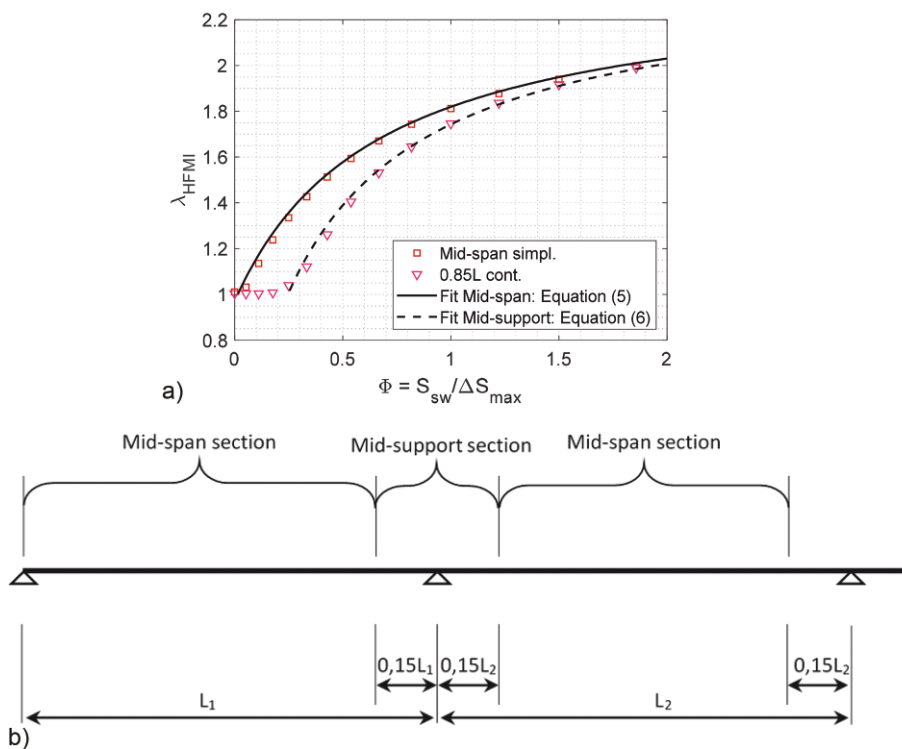 2.2
2
1.8
1.6
1.4
1.2
1
0.8
λHFMI
Mid-span simpl.
0.85L cont.
Fit Mid-span: Equation (5)
Fit Mid-support: Equation (6)
0 0.5 1 1.5 2
Φ = Ssw/ΔSmax
a)
Mid-span section Mid-support section Mid-span section
0,15L1 0,15L2 0,15L2
L1 L2
b)